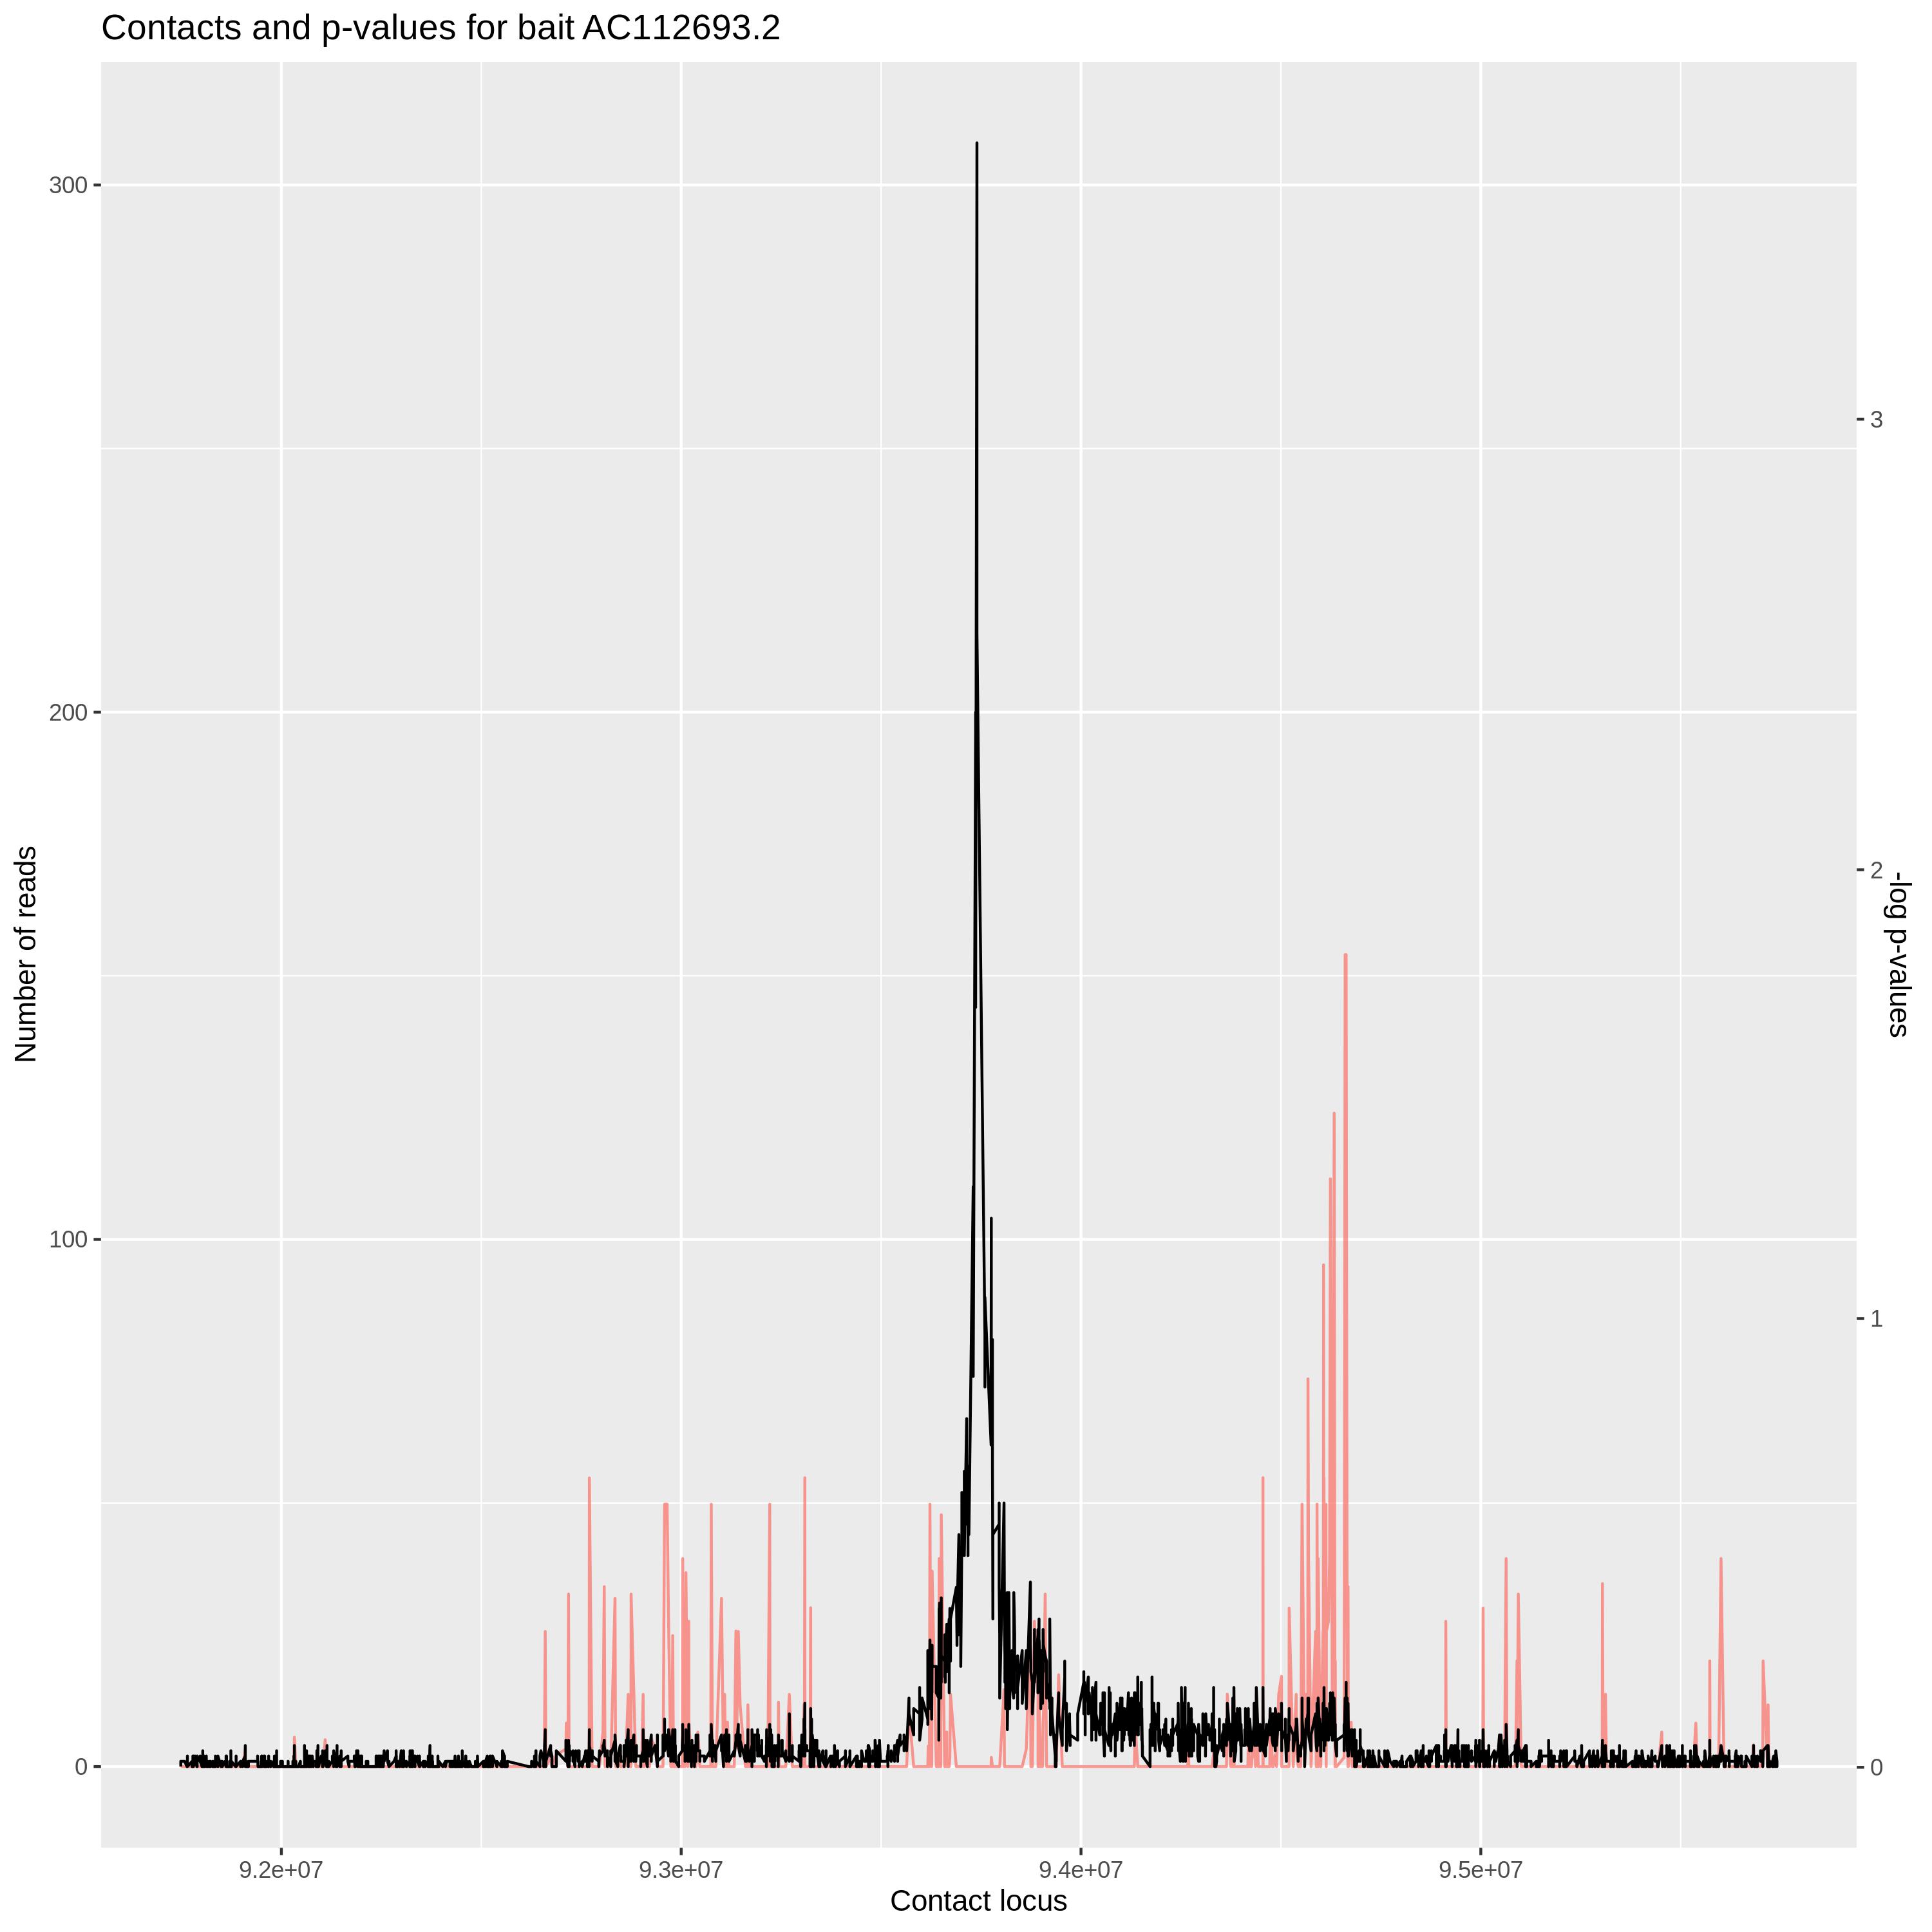 Contacts and p-values for bait AC112693.2
300
200
100
0
Number of reads
3
2
1
0
-log p-values
9.2e+07
9.3e+07
9.4e+07
9.5e+07
Contact locus